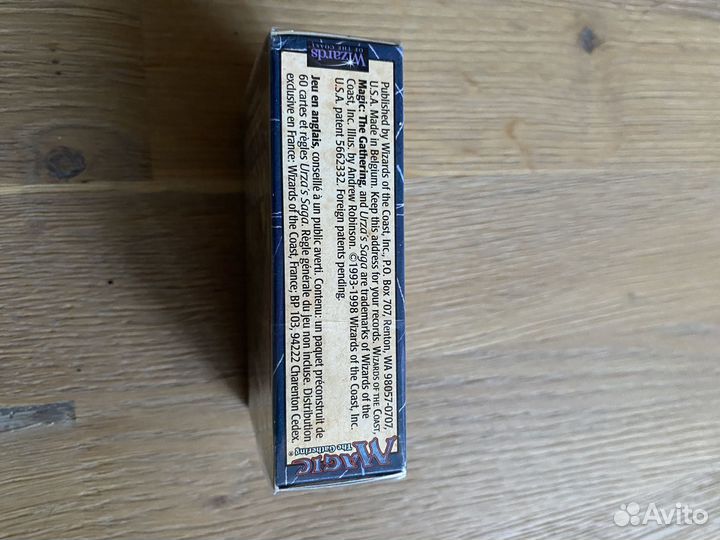 Wizards
OF THE COAST
Published by Wizards of the Coast, Inc., P.O. Box 707, Renton, WA 98057-0707,
U.S.A. Made in Belgium. Keep this address for your records. WIZARDS OF THE COAST,
Magic: The Gathering, and Urza's Saga are trademarks of Wizards of the
Coast, Inc. Illus. by Andrew Robinson. ©1993-1998 Wizards of the Coast, Inc.
U.S.A. patent 5662332. Foreign patents pending.
Jeu en anglais, conseillé à un public averti. Contenu: un paquet préconstruit de
60 cartes et règles Urza's Saga. Règle générale du jeu non incluse. Distribution
exclusive en France: Wizards of the Coast, France; BP 103, 94222 Charenton Cedex.
MAGIC
The Gathering®
Avito